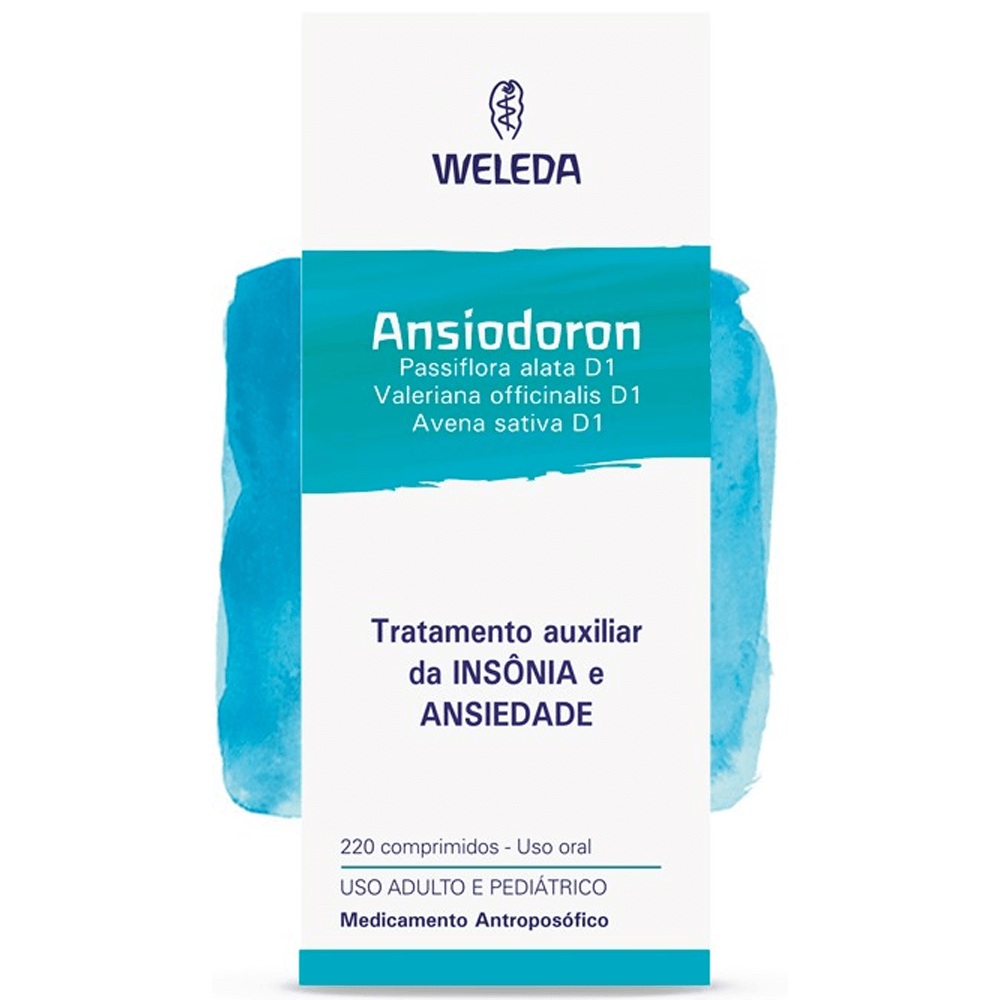 WELEDA
Ansiodoron
Passiflora alata D1
Valeriana officinalis D1
Avena sativa D1
Tratamento auxiliar
da INSÔNIA e
ANSIEDADE
220 comprimidos - Uso oral
USO ADULTO E PEDIÁTRICO
Medicamento Antroposófico